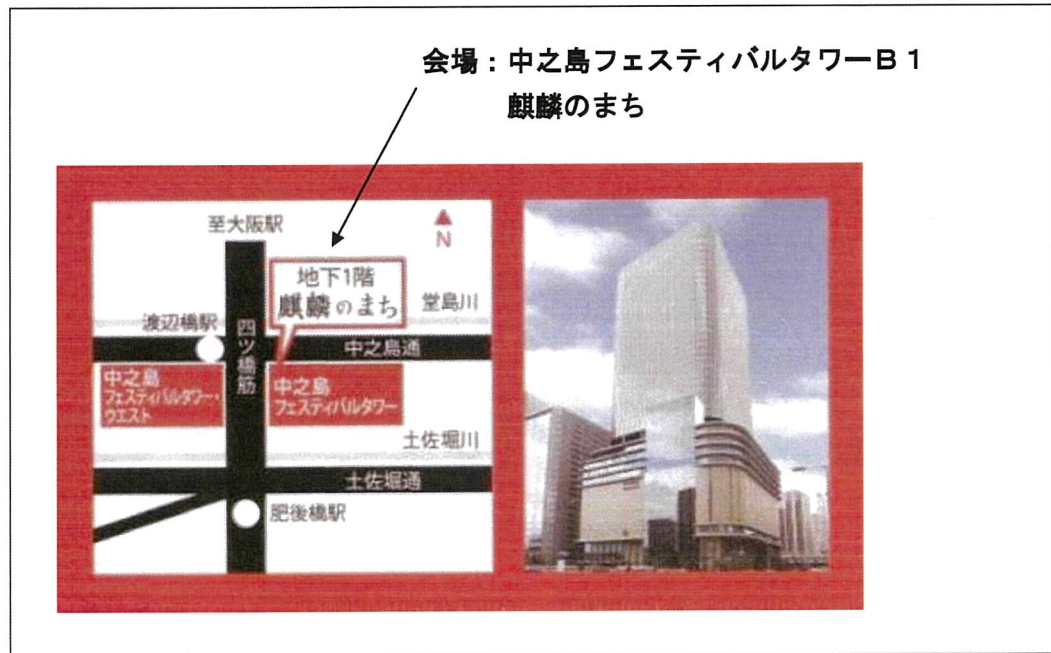 会場：中之島フェスティバルタワーＢ１
麒麟のまち
至大阪駅
N
地下1階
麒麟のまち
堂島川
渡辺橋駅
四ツ橋筋
中之島通
中之島
フェスティバルタワー・
ウエスト
中之島
フェスティバルタワー
土佐堀川
土佐堀通
肥後橋駅